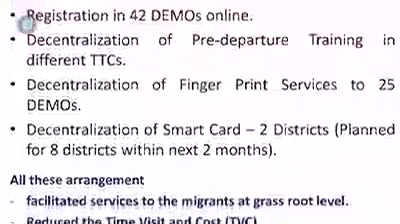 • Registration in 42 DEMOs online.
• Decentralization of Pre-departure Training in
different TTCs.
• Decentralization of Finger Print Services to 25
DEMOs.
• Decentralization of Smart Card – 2 Districts (Planned
for 8 districts within next 2 months).
All these arrangement
- facilitated services to the migrants at grass root level.
- Reduced the Time Visit and Cost (TVC)